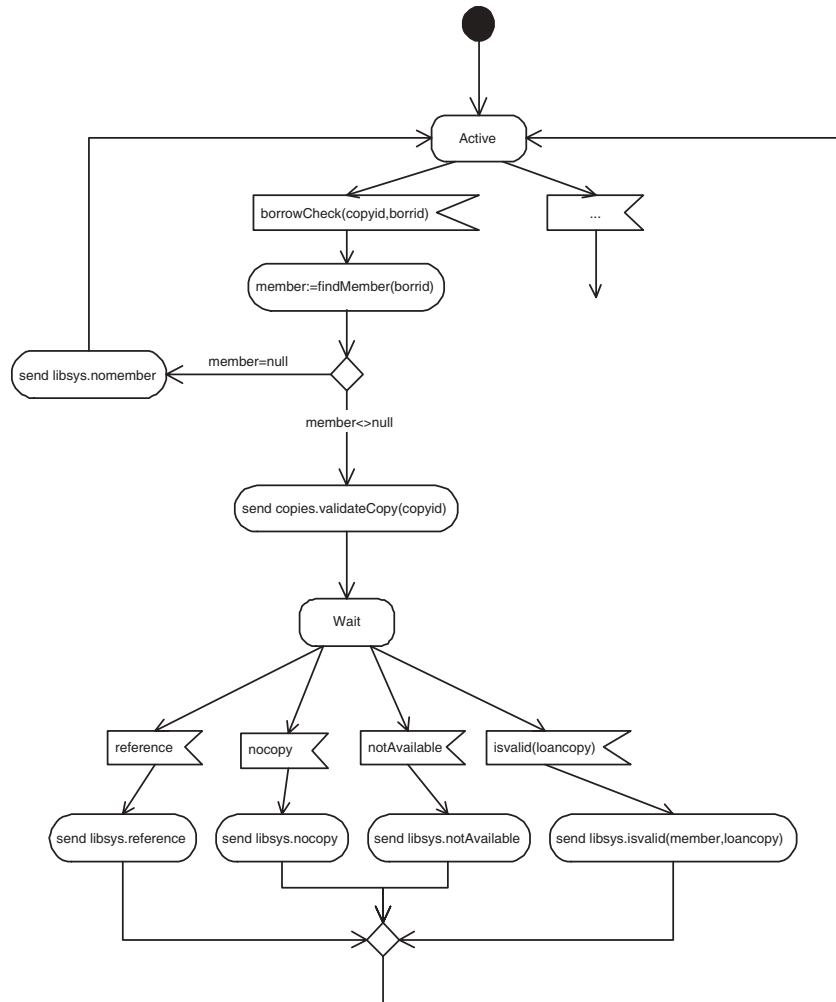 Active
borrowCheck(copyid,borrid)
...
member:=findMember(borrid)
member=null
send libsys.nomember
member<>null
send copies.validateCopy(copyid)
Wait
reference
nocopy
notAvailable
isvalid(loancopy)
send libsys.reference
send libsys.nocopy
send libsys.notAvailable
send libsys.isvalid(member,loancopy)